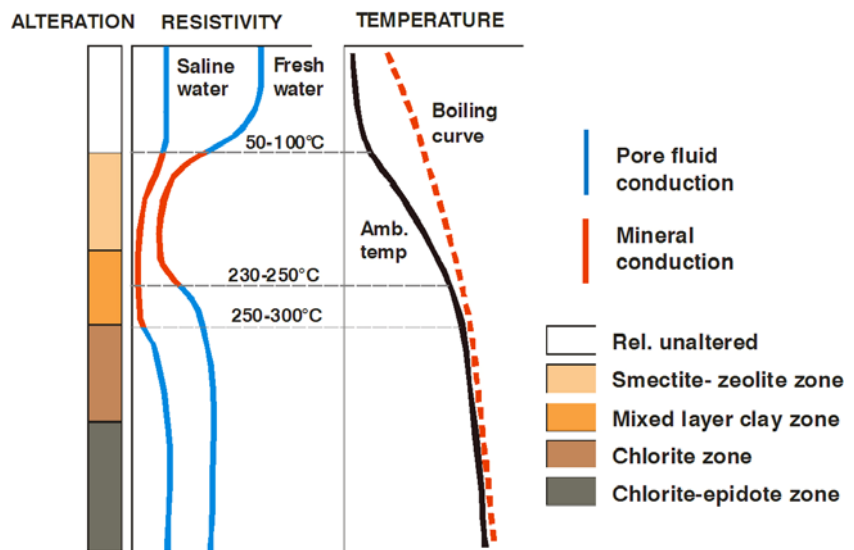 ALTERATION RESISTIVITY TEMPERATURE
Saline
water
Fresh
water
Boiling
curve
50-100°C
Amb.
temp
230-250°C
250-300°C
Pore fluid
conduction
Mineral
conduction
Rel. unaltered
Smectite- zeolite zone
Mixed layer clay zone
Chlorite zone
Chlorite-epidote zone